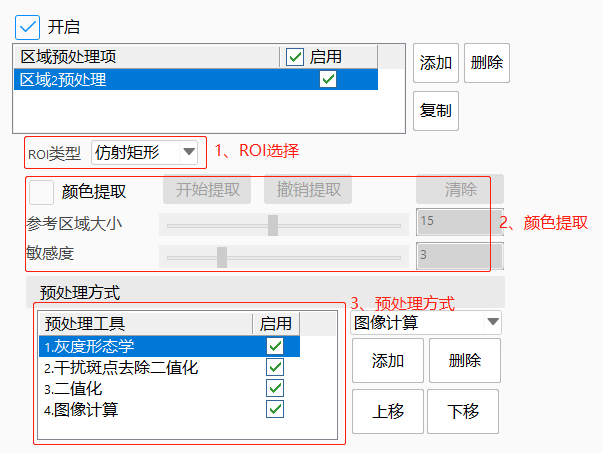 开启
区域预处理项 启用
区域2预处理
添加 删除
复制
ROI类型 仿射矩形 1、ROI选择
颜色提取 开始提取 撤销提取 清除
参考区域大小 15 2、颜色提取
敏感度 3
预处理方式 3、预处理方式
预处理工具 启用 图像计算
1.灰度形态学
2.干扰斑点去除二值化 添加 删除
3.二值化
4.图像计算 上移 下移